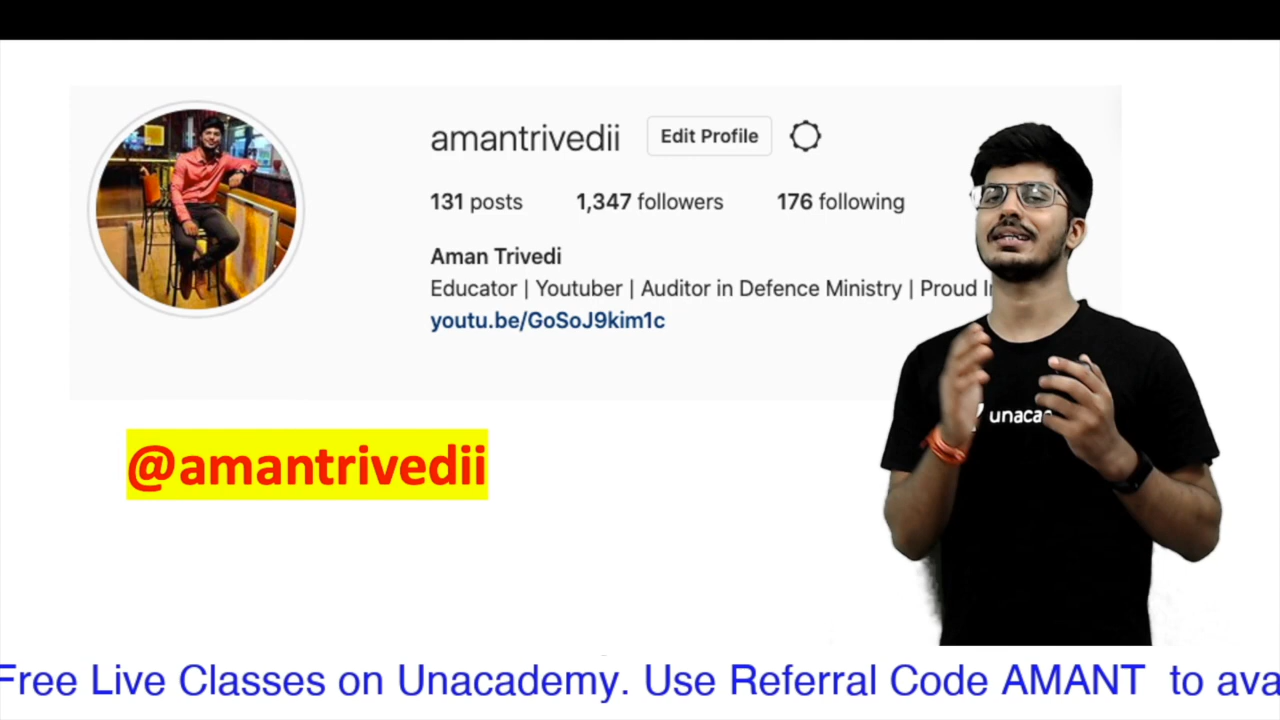 amantrivedii Edit Profile
131 posts 1,347 followers 176 following
Aman Trivedi
Educator | Youtuber | Auditor in Defence Ministry | Proud
youtu.be/GoSoJ9kim1c
unaca
@amantrivedii
Free Live Classes on Unacademy. Use Referral Code AMANT to